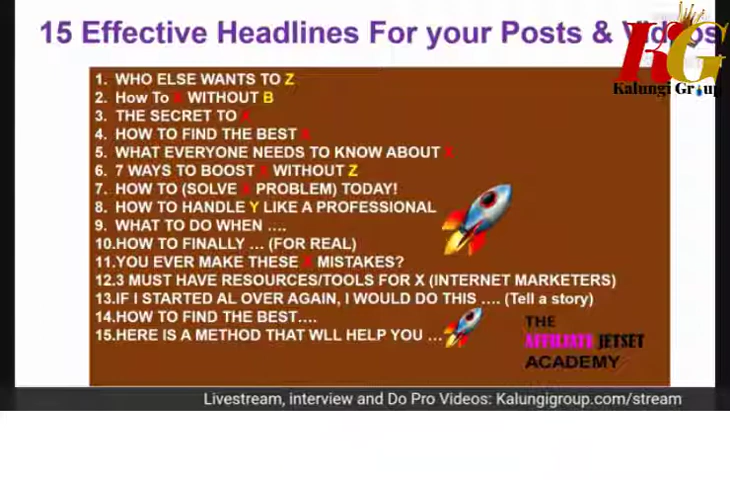 15 Effective Headlines For your Posts & Videos
KG
Kalungi Group
1. WHO ELSE WANTS TO Z
2. How To X WITHOUT B
3. THE SECRET TO X
4. HOW TO FIND THE BEST X
5. WHAT EVERYONE NEEDS TO KNOW ABOUT X
6. 7 WAYS TO BOOST X WITHOUT Z
7. HOW TO (SOLVE X PROBLEM) TODAY!
8. HOW TO HANDLE Y LIKE A PROFESSIONAL
9. WHAT TO DO WHEN ....
10.HOW TO FINALLY ... (FOR REAL)
11.YOU EVER MAKE THESE X MISTAKES?
12.3 MUST HAVE RESOURCES/TOOLS FOR X (INTERNET MARKETERS)
13.IF I STARTED AL OVER AGAIN, I WOULD DO THIS .... (Tell a story)
14.HOW TO FIND THE BEST....
15.HERE IS A METHOD THAT WLL HELP YOU ...
THE
AFFILIATE JETSET
ACADEMY
Livestream, interview and Do Pro Videos: Kalungigroup.com/stream